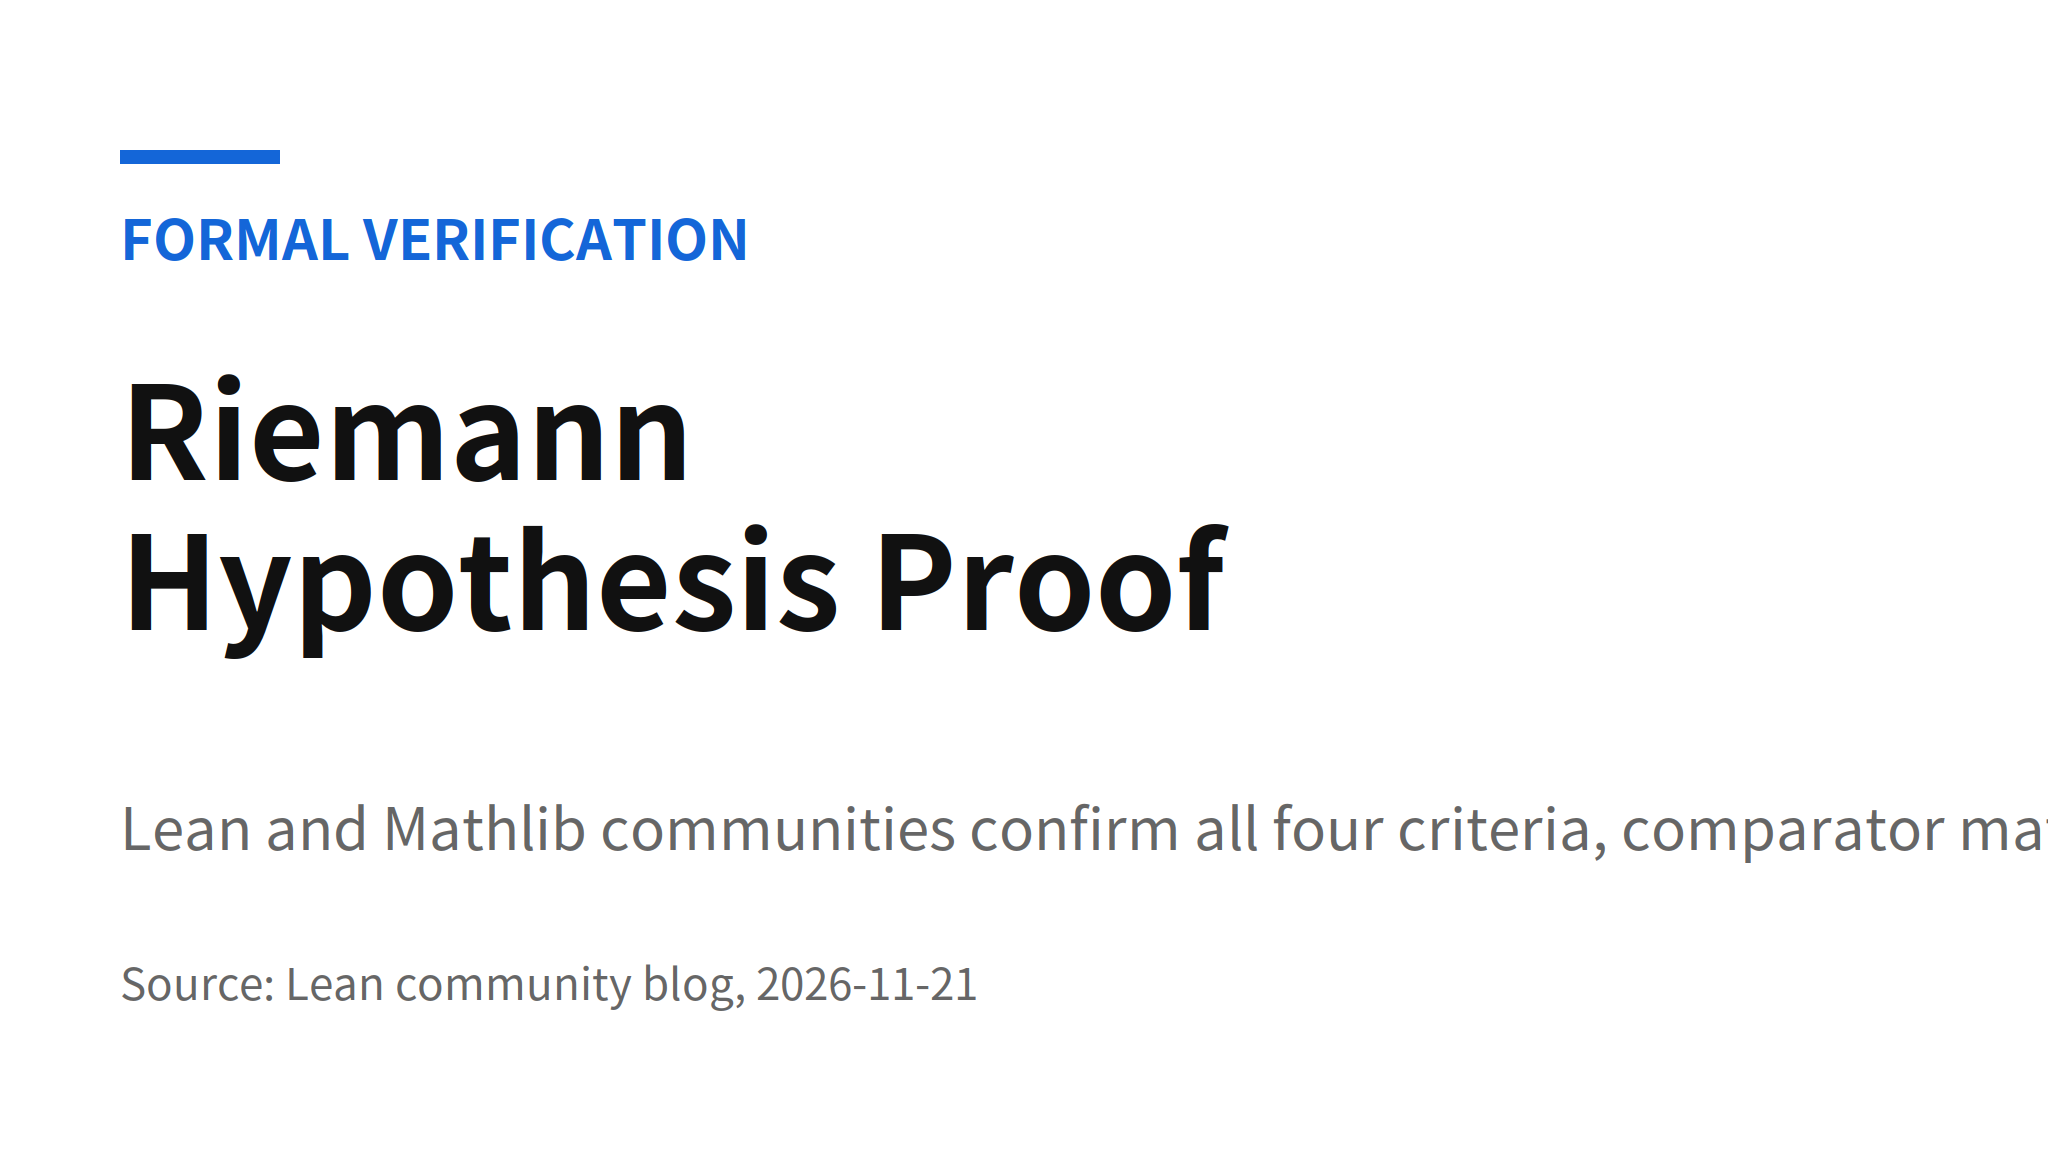 FORMAL VERIFICATION
Riemann
Hypothesis Proof
Lean and Mathlib communities confirm all four criteria, comparator
Source: Lean community blog, 2026-11-21